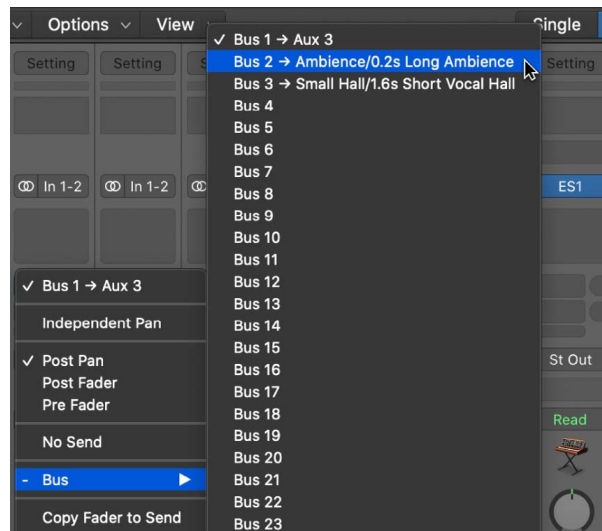 Options
View
Single
Setting
Setting
S
Setting
In 1-2
In 1-2
ES1
St Out
Read
✓ Bus 1 → Aux 3
Bus 2 → Ambience/0.2s Long Ambience
Bus 3 → Small Hall/1.6s Short Vocal Hall
Bus 4
Bus 5
Bus 6
Bus 7
Bus 8
Bus 9
Bus 10
Bus 11
Bus 12
Bus 13
Bus 14
Bus 15
Bus 16
Bus 17
Bus 18
Bus 19
Bus 20
Bus 21
Bus 22
Bus 23
✓ Bus 1 → Aux 3
Independent Pan
✓ Post Pan
Post Fader
Pre Fader
No Send
- Bus
Copy Fader to Send